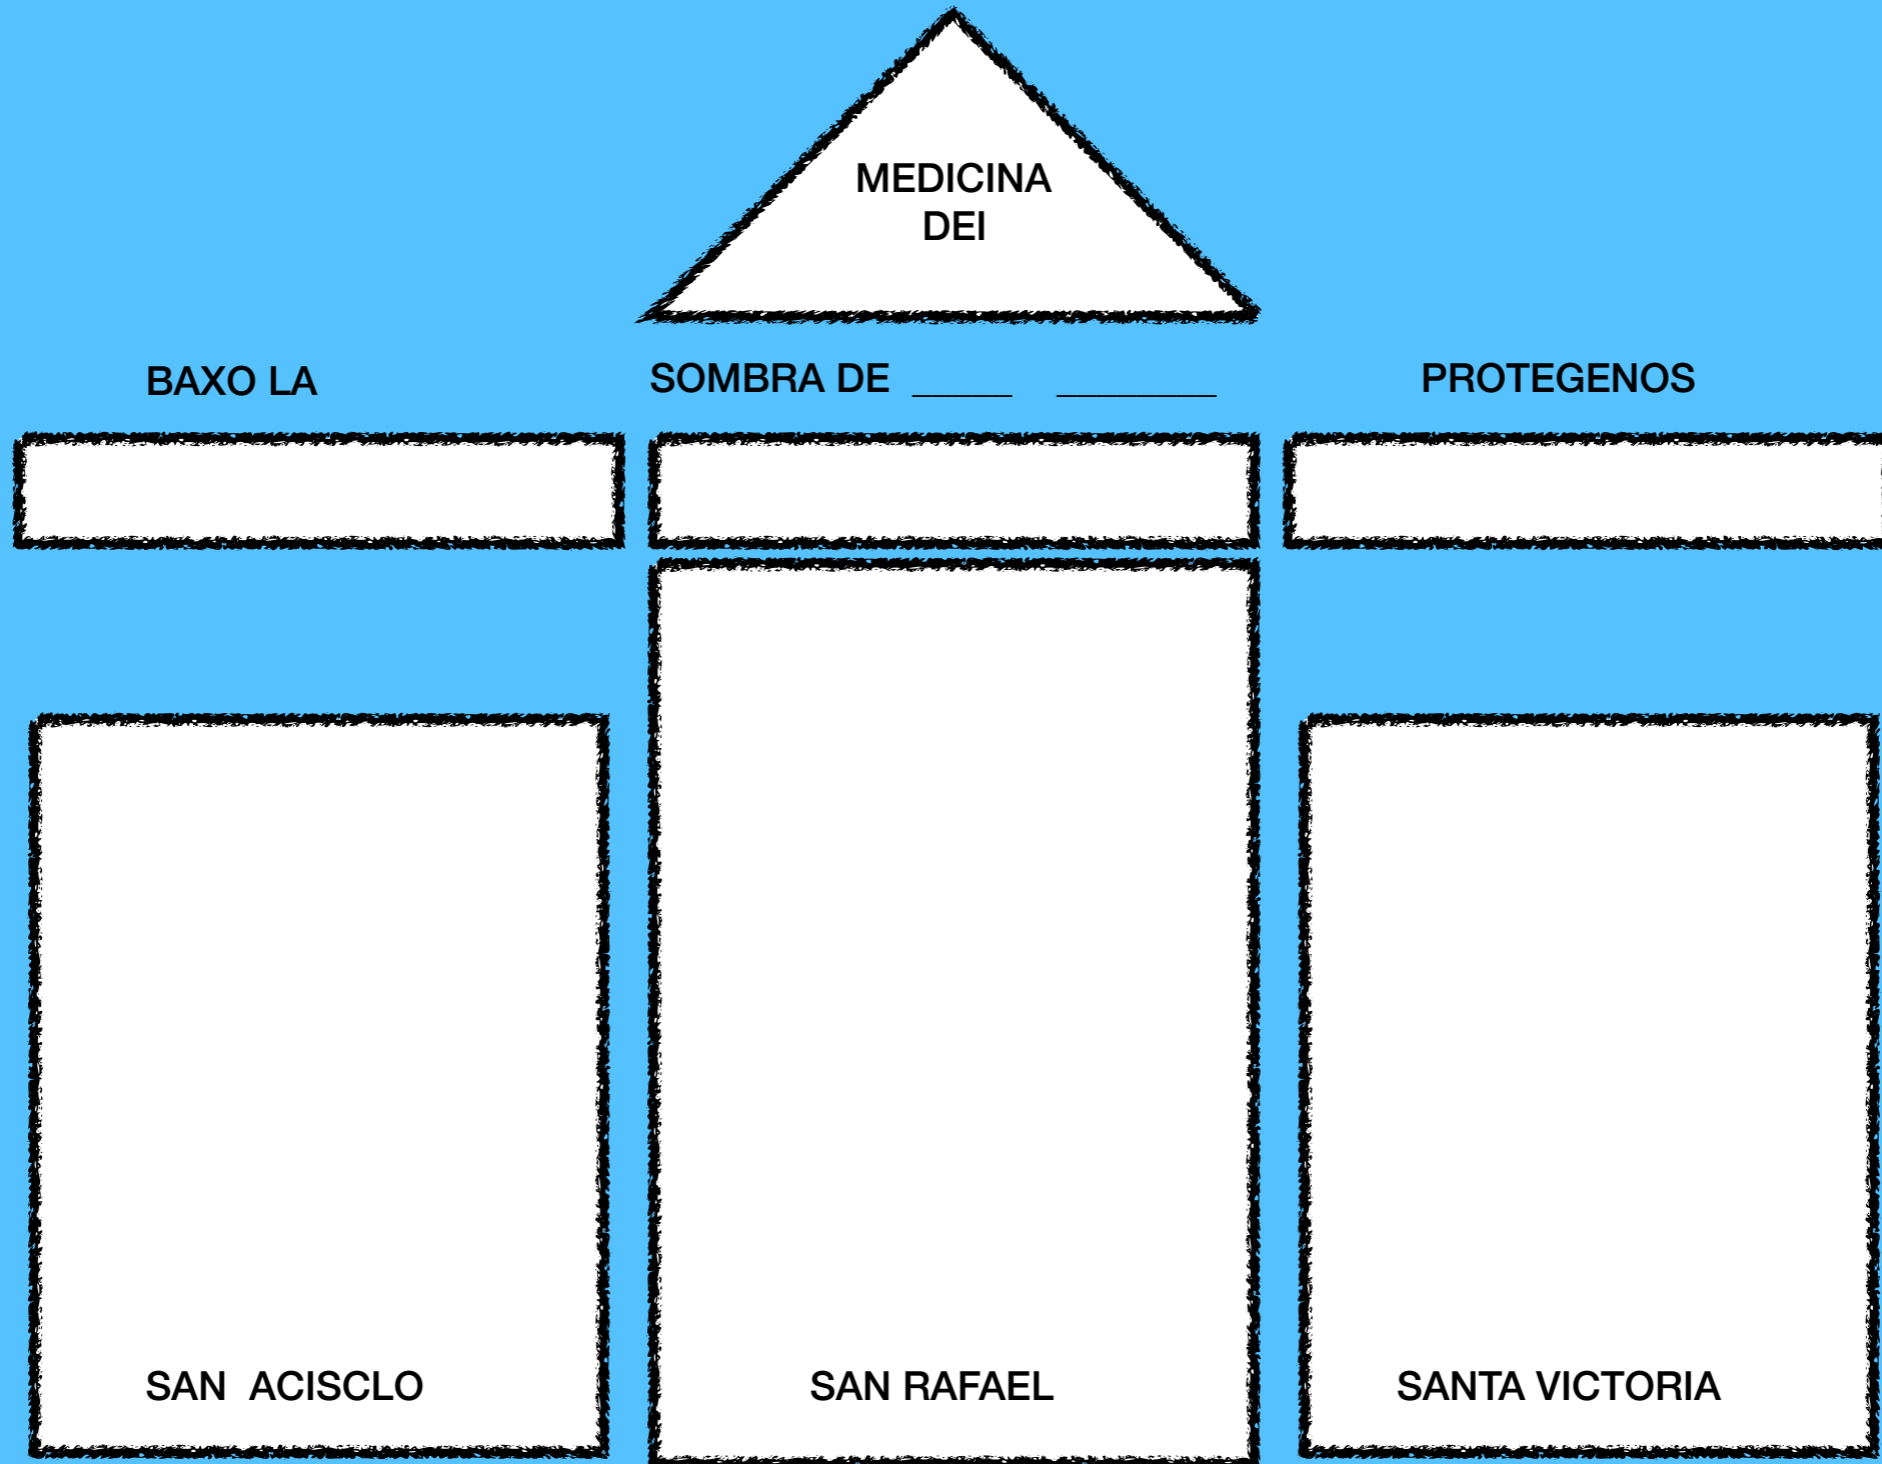 MEDICINA
DEI
BAXO LA SOMBRA DE _____ ________ PROTEGENOS
SAN ACISCLO SAN RAFAEL SANTA VICTORIA